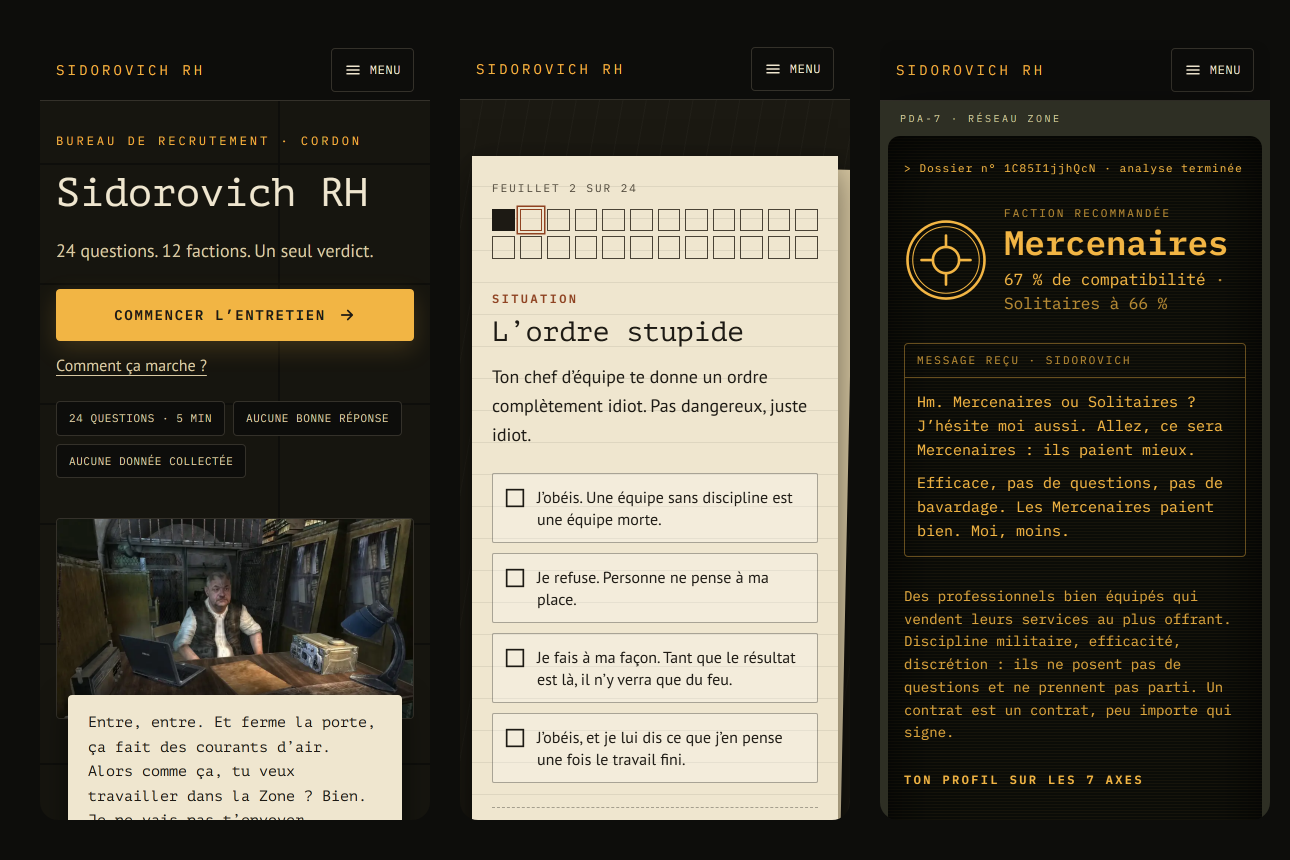 SIDOROVICH RH
MENU
BUREAU DE RECRUTEMENT · CORDON
Sidorovich RH
24 questions. 12 factions. Un seul verdict.
COMMENCER L’ENTRETIEN →
Comment ça marche ?
24 QUESTIONS · 5 MIN
AUCUNE BONNE RÉPONSE
AUCUNE DONNÉE COLLECTÉE
Entre, entre. Et ferme la porte,
ça fait des courants d’air.
Alors comme ça, tu veux
travailler dans la Zone ? Bien.
Je ne vais pas t’envoyer
SIDOROVICH RH
MENU
FEUILLET 2 SUR 24
SITUATION
L’ordre stupide
Ton chef d’équipe te donne un ordre
complètement idiot. Pas dangereux, juste
idiot.
J’obéis. Une équipe sans discipline est
une équipe morte.
Je refuse. Personne ne pense à ma
place.
Je fais à ma façon. Tant que le résultat
est là, il n’y verra que du feu.
J’obéis, et je lui dis ce que j’en pense
une fois le travail fini.
SIDOROVICH RH
MENU
PDA-7 · RÉSEAU ZONE
> Dossier n° 1C85I1jjhQcN · analyse terminée
FACTION RECOMMANDÉE
Mercenaires
67 % de compatibilité ·
Solitaires à 66 %
MESSAGE REÇU · SIDOROVICH
Hm. Mercenaires ou Solitaires ?
J’hésite moi aussi. Allez, ce sera
Mercenaires : ils paient mieux.
Efficace, pas de questions, pas de
bavardage. Les Mercenaires paient
bien. Moi, moins.
Des professionnels bien équipés qui
vendent leurs services au plus offrant.
Discipline militaire, efficacité,
discrétion : ils ne posent pas de
questions et ne prennent pas parti. Un
contrat est un contrat, peu importe qui
signe.
TON PROFIL SUR LES 7 AXES